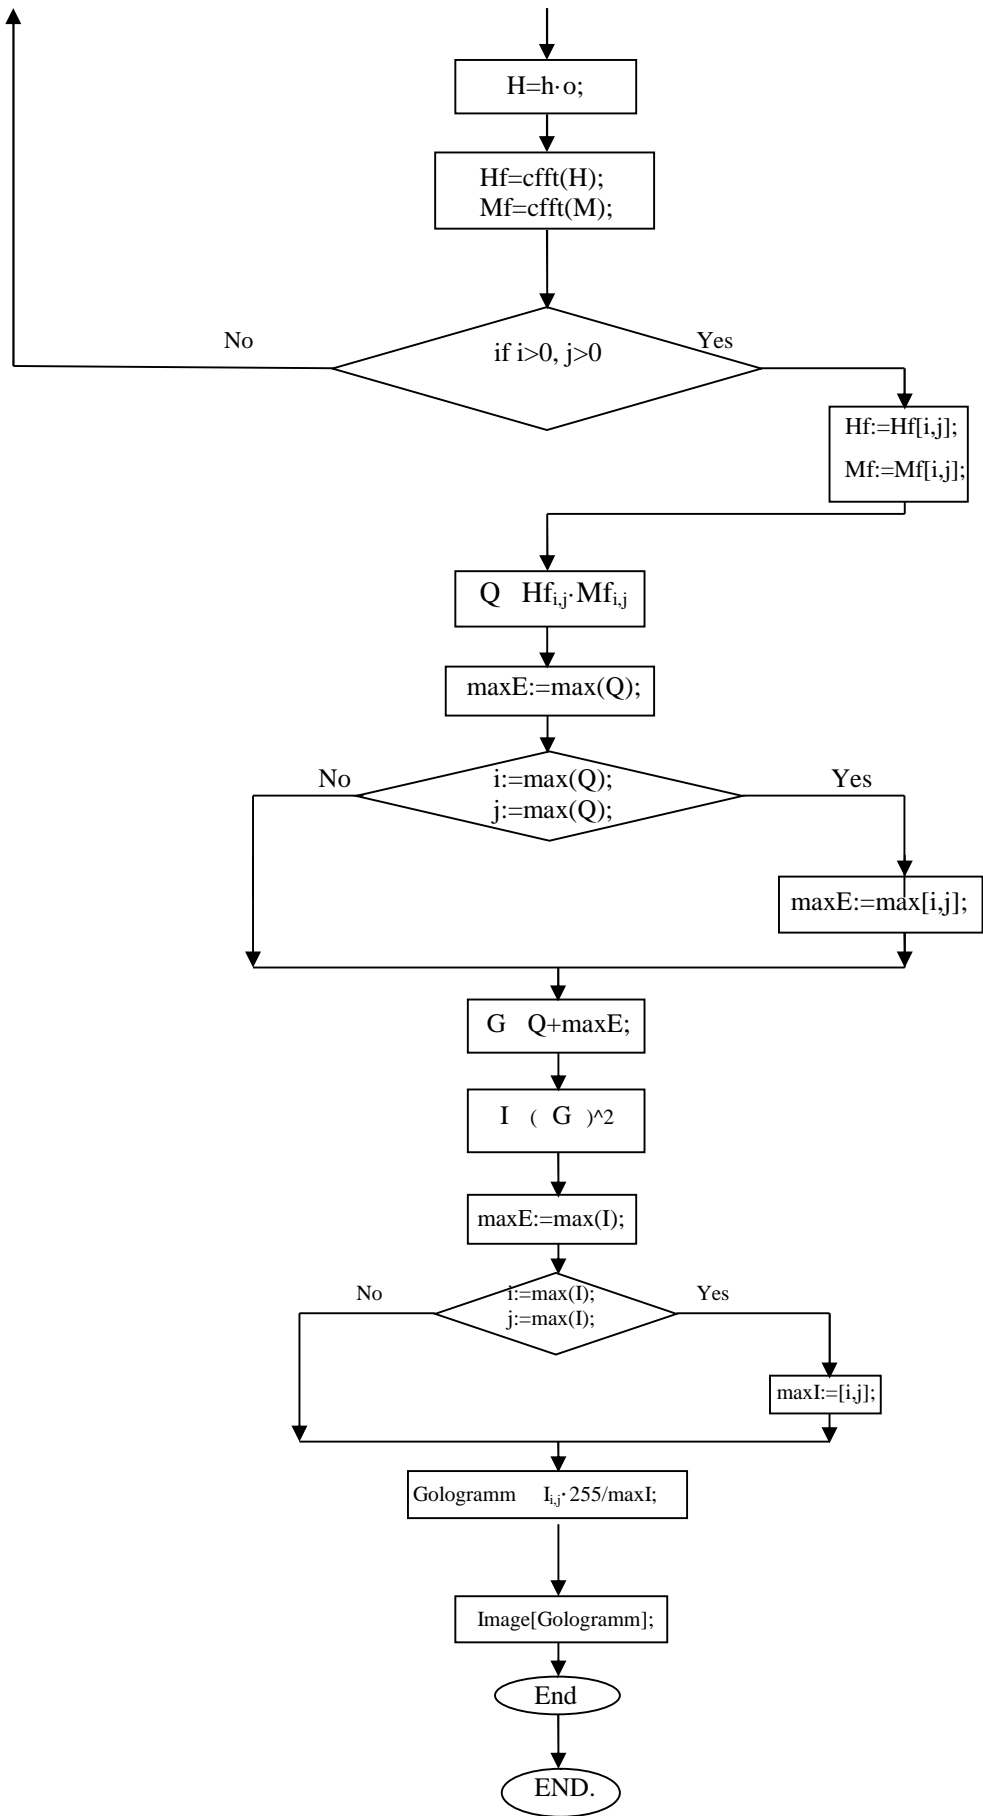 H=h·o;
Hf=cfft(H);
Mf=cfft(M);
No
if i>0, j>0
Yes
Hf:=Hf[i,j];
Mf:=Mf[i,j];
Q Hfi,j·Mfi,j
maxE:=max(Q);
No
i:=max(Q);
j:=max(Q);
Yes
maxE:=max[i,j];
G Q+maxE;
I ( G )^2
maxE:=max(I);
No
i:=max(I);
j:=max(I);
Yes
maxI:=[i,j];
Gologramm Ii,j·255/maxI;
Image[Gologramm];
End
END.